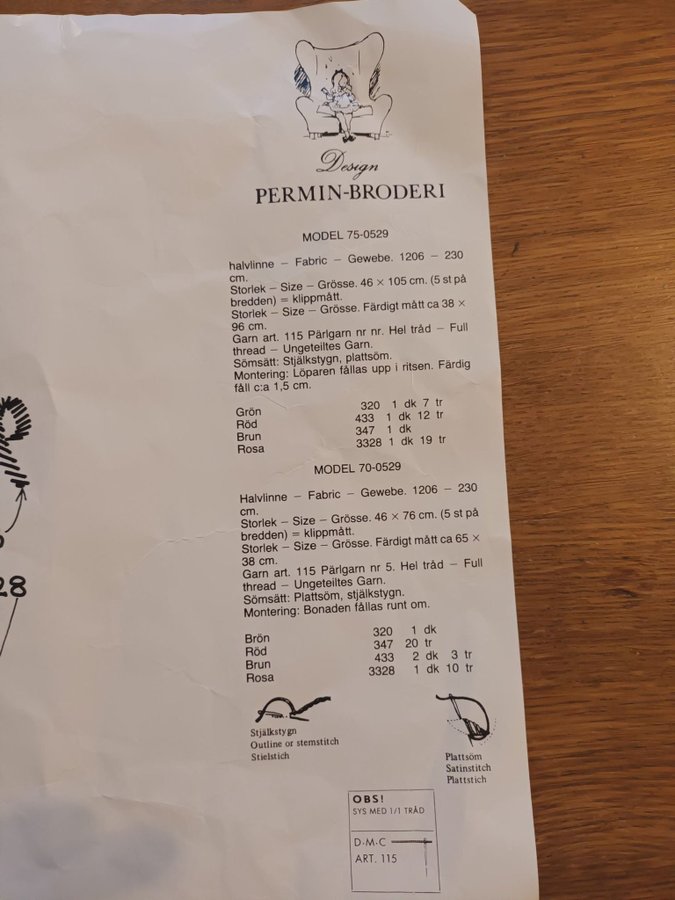 Design
PERMIN-BRODERI
MODEL 75-0529
halvlinne – Fabric – Gewebe. 1206 – 230
cm.
Storlek – Size – Grösse. 46 × 105 cm. (5 st på
bredden) = klippmått.
Storlek – Size – Grösse. Färdigt mått ca 38 ×
96 cm.
Garn art. 115 Pärlgarn nr nr. Hel tråd – Full
thread – Ungeteiltes Garn.
Sömsätt: Stjälkstygn, plattsöm.
Montering: Löparen fållas upp i ritsen. Färdig
fåll c:a 1,5 cm.
Grön 320 1 dk 7 tr
Röd 433 1 dk 12 tr
Brun 347 1 dk
Rosa 3328 1 dk 19 tr
MODEL 70-0529
Halvlinne – Fabric – Gewebe. 1206 – 230
cm.
Storlek – Size – Grösse. 46 × 76 cm. (5 st på
bredden) = klippmått.
Storlek – Size – Grösse. Färdigt mått ca 65 ×
38 cm.
Garn art. 115 Pärlgarn nr 5. Hel tråd – Full
thread – Ungeteiltes Garn.
Sömsätt: Plattsöm, stjälkstygn.
Montering: Bonaden fållas runt om.
Brön 320 1 dk
Röd 347 20 tr
Brun 433 2 dk 3 tr
Rosa 3328 1 dk 10 tr
28
Stjälkstygn
Outline or stemstitch
Stielstich
Plattsöm
Satinstitch
Plattstich
OBS!
SYS MED 1/1 TRÅD
D·M·C
ART. 115